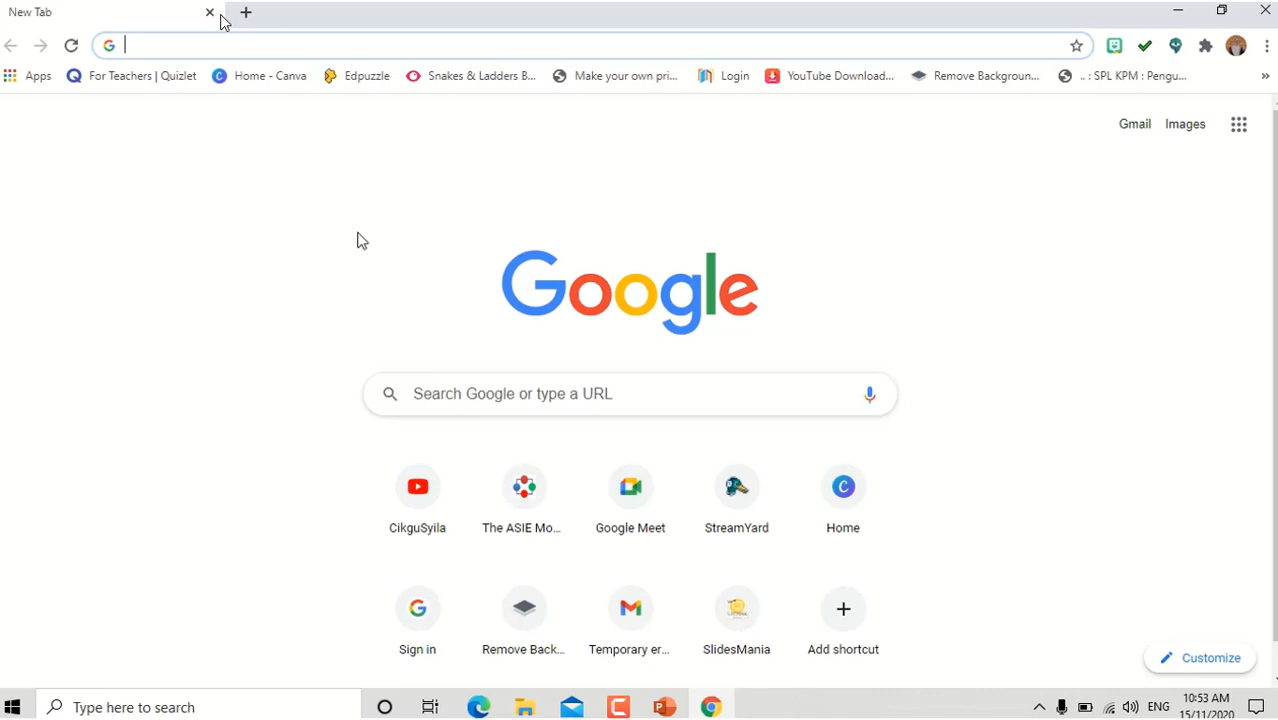 New Tab
Apps For Teachers | Quizlet Home - Canva Edpuzzle Snakes & Ladders B... Make your own pri... Login YouTube Download... Remove Backgroun... .. : SPL KPM : Pengu...
Gmail Images
Google
Search Google or type a URL
CikguSyila The ASIE Mo... Google Meet StreamYard Home
Sign in Remove Back... Temporary er... SlidesMania Add shortcut
Customize
Type here to search ENG 10:53 AM
15/11/2020